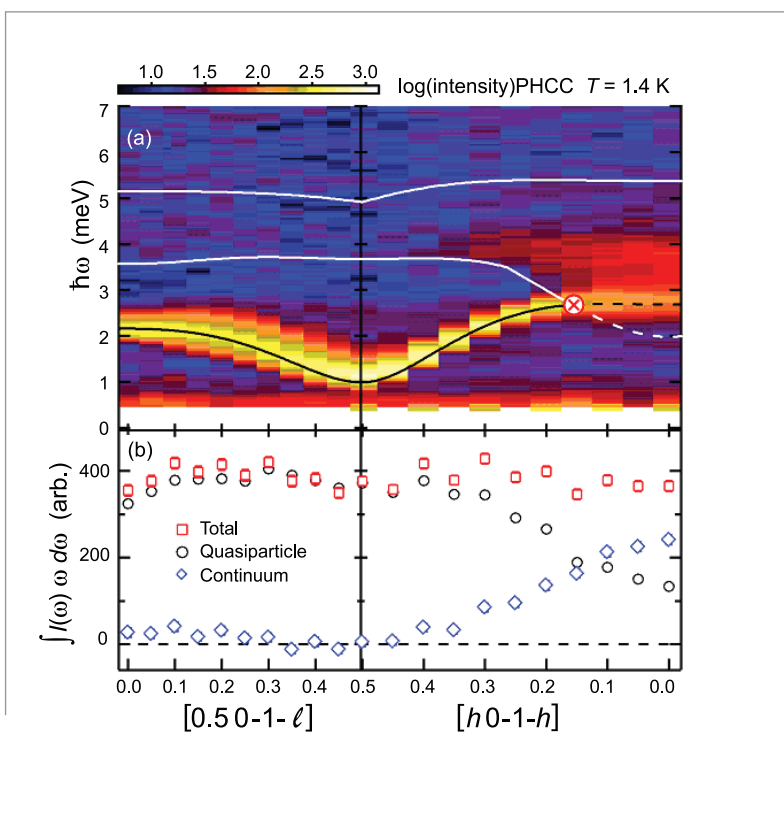 1.0 1.5 2.0 2.5 3.0 log(intensity)PHCC T = 1.4 K
7
(a)
6
5
4
3
2
1
0
ħω (meV)
(b)
400
200
0
∫ I(ω) ω dω (arb.)
Total
Quasiparticle
Continuum
0.0 0.1 0.2 0.3 0.4 0.5 0.4 0.3 0.2 0.1 0.0
[0.5 0-1-ℓ] [h 0-1-h]